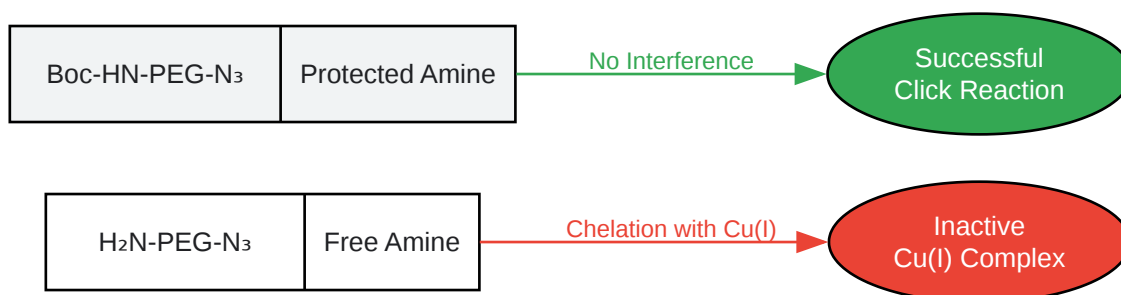 Boc-HN-PEG-N₃
Protected Amine
No Interference
Successful
Click Reaction
H₂N-PEG-N₃
Free Amine
Chelation with Cu(I)
Inactive
Cu(I) Complex